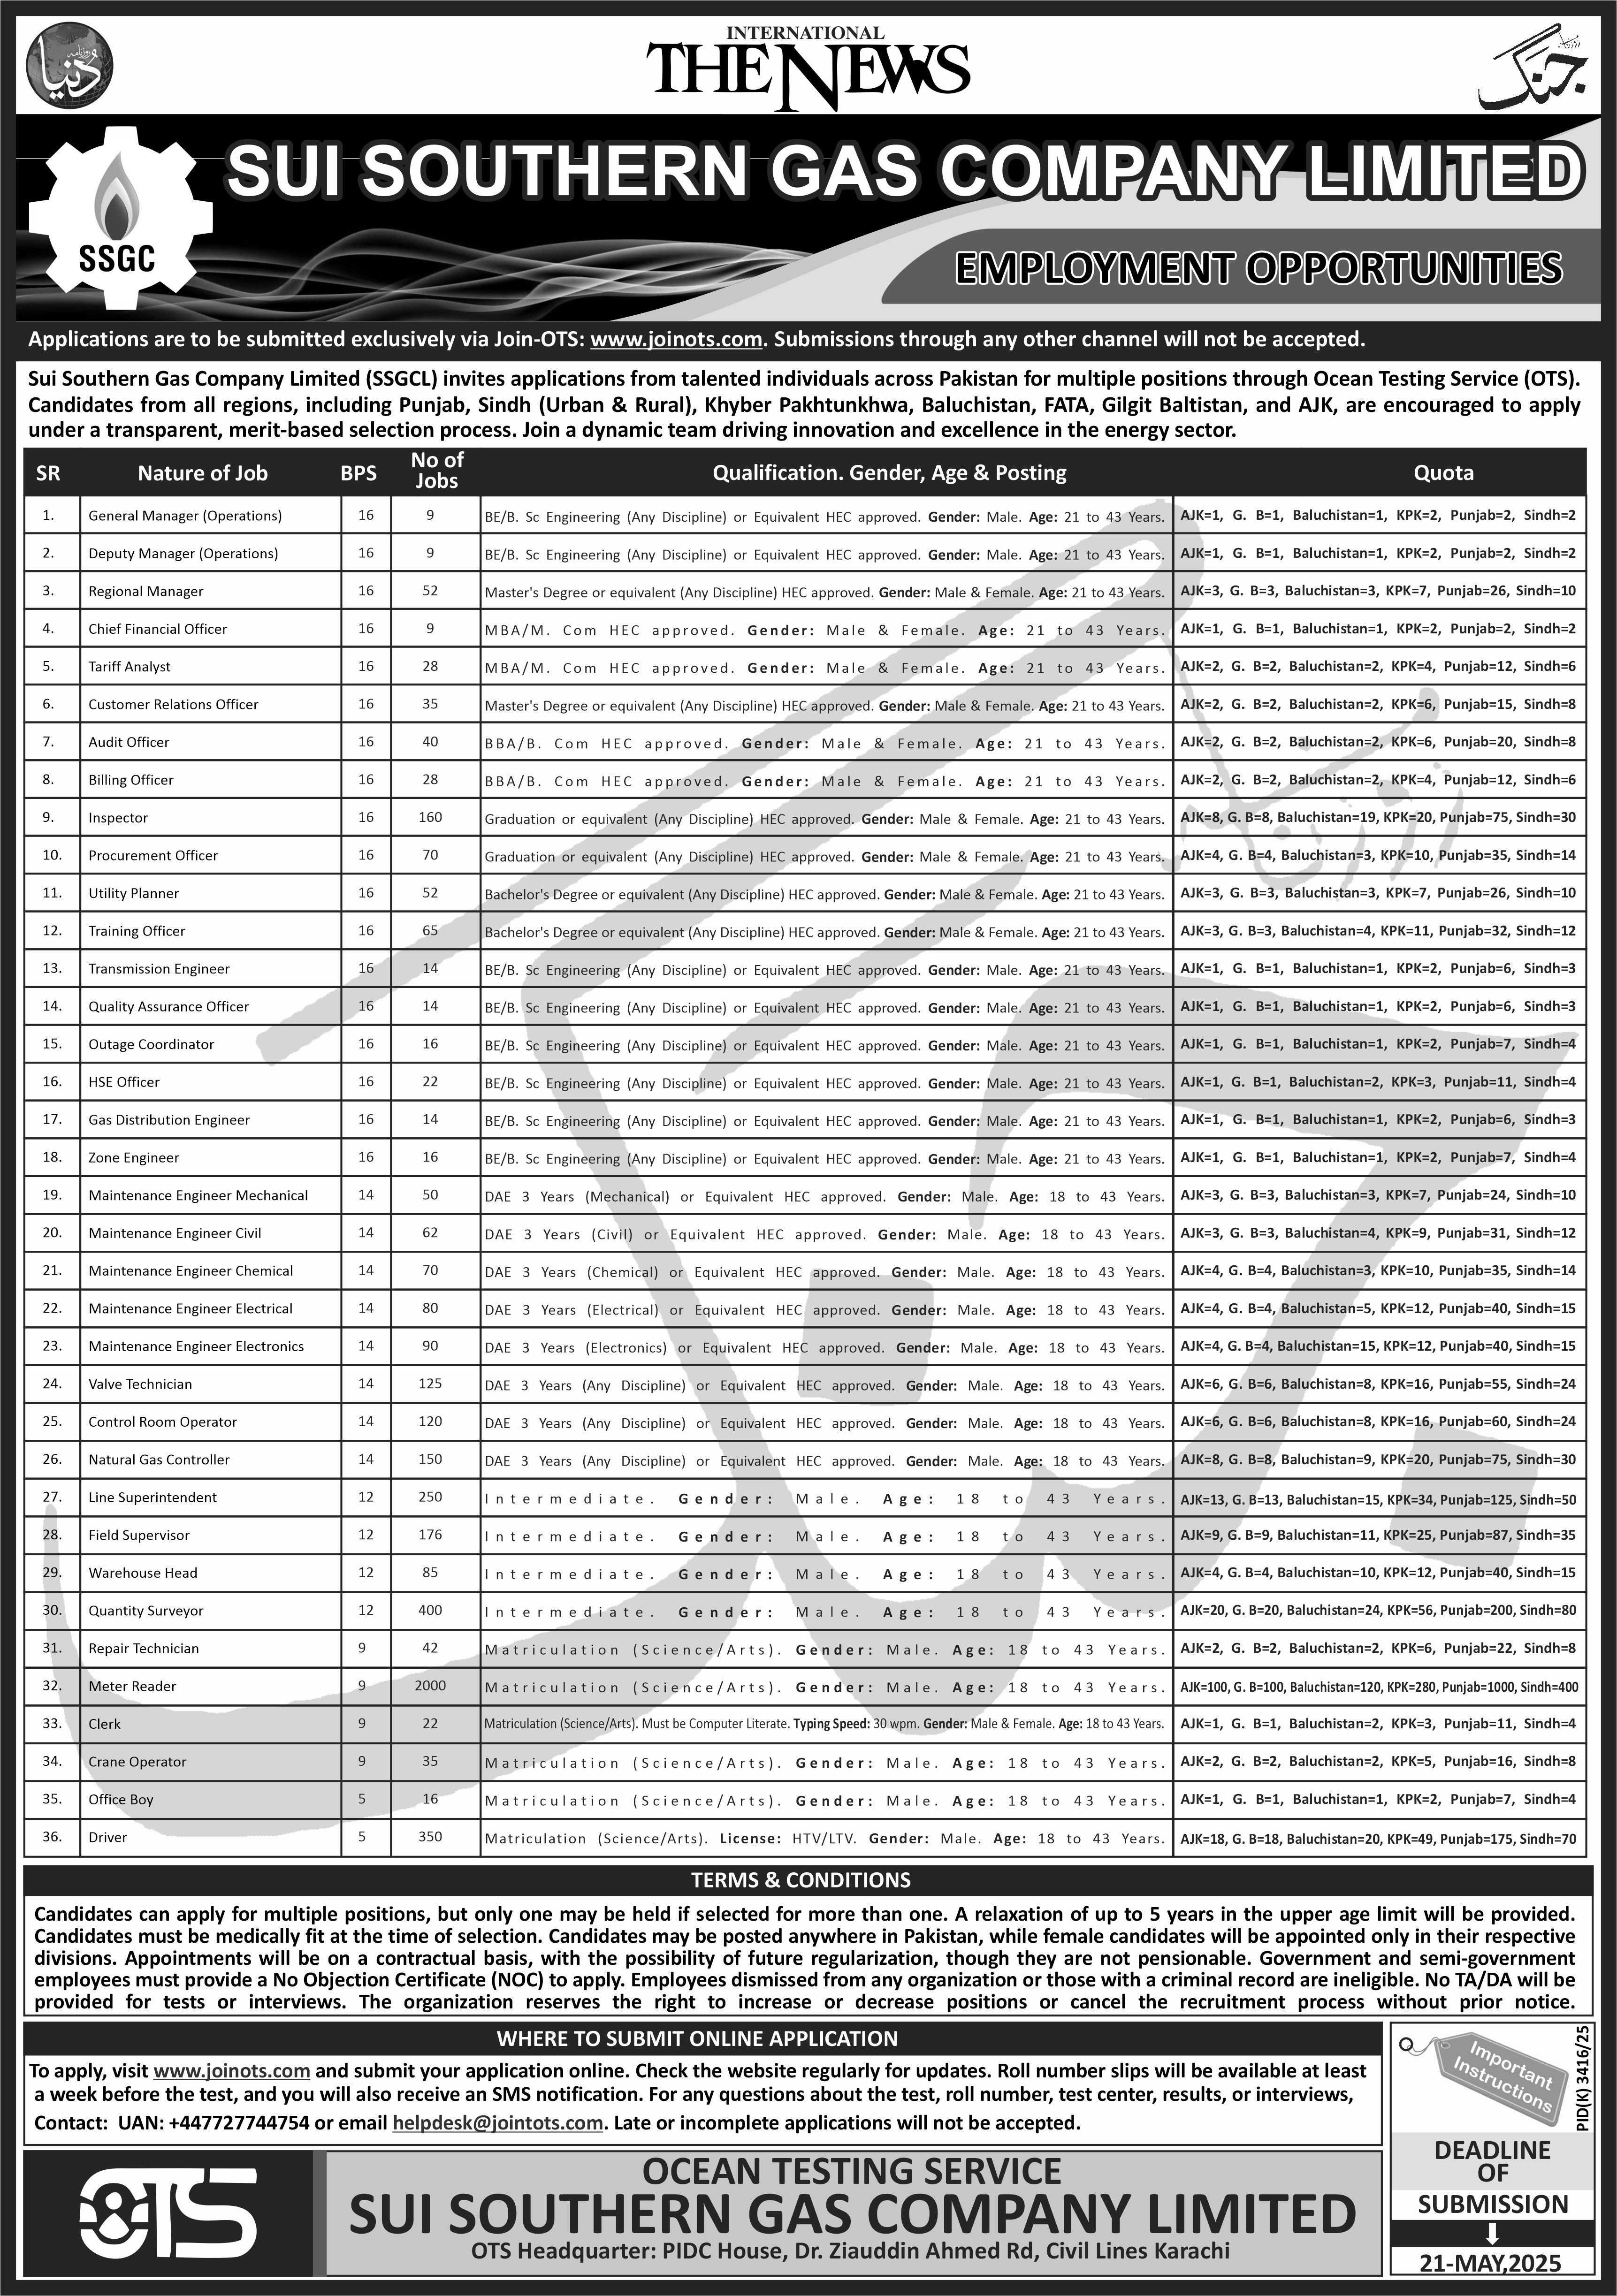 روزنامہ
دُنیا
INTERNATIONAL
THE NEWS
جنگ
SSGC
SUI SOUTHERN GAS COMPANY LIMITED
EMPLOYMENT OPPORTUNITIES
Applications are to be submitted exclusively via Join-OTS: www.joinots.com. Submissions through any other channel will not be accepted.
Sui Southern Gas Company Limited (SSGCL) invites applications from talented individuals across Pakistan for multiple positions through Ocean Testing Service (OTS).
Candidates from all regions, including Punjab, Sindh (Urban & Rural), Khyber Pakhtunkhwa, Baluchistan, FATA, Gilgit Baltistan, and AJK, are encouraged to apply
under a transparent, merit-based selection process. Join a dynamic team driving innovation and excellence in the energy sector.
SR Nature of Job BPS No of Jobs Qualification. Gender, Age & Posting Quota
1. General Manager (Operations) 16 9 BE/B. Sc Engineering (Any Discipline) or Equivalent HEC approved. Gender: Male. Age: 21 to 43 Years. AJK=1, G. B=1, Baluchistan=1, KPK=2, Punjab=2, Sindh=2
2. Deputy Manager (Operations) 16 9 BE/B. Sc Engineering (Any Discipline) or Equivalent HEC approved. Gender: Male. Age: 21 to 43 Years. AJK=1, G. B=1, Baluchistan=1, KPK=2, Punjab=2, Sindh=2
3. Regional Manager 16 52 Master's Degree or equivalent (Any Discipline) HEC approved. Gender: Male & Female. Age: 21 to 43 Years. AJK=3, G. B=3, Baluchistan=3, KPK=7, Punjab=26, Sindh=10
4. Chief Financial Officer 16 9 MBA/M. Com HEC approved. Gender: Male & Female. Age: 21 to 43 Years. AJK=1, G. B=1, Baluchistan=1, KPK=2, Punjab=2, Sindh=2
5. Tariff Analyst 16 28 MBA/M. Com HEC approved. Gender: Male & Female. Age: 21 to 43 Years. AJK=2, G. B=2, Baluchistan=2, KPK=4, Punjab=12, Sindh=6
6. Customer Relations Officer 16 35 Master's Degree or equivalent (Any Discipline) HEC approved. Gender: Male & Female. Age: 21 to 43 Years. AJK=2, G. B=2, Baluchistan=2, KPK=6, Punjab=15, Sindh=8
7. Audit Officer 16 40 BBA/B. Com HEC approved. Gender: Male & Female. Age: 21 to 43 Years. AJK=2, G. B=2, Baluchistan=2, KPK=6, Punjab=20, Sindh=8
8. Billing Officer 16 28 BBA/B. Com HEC approved. Gender: Male & Female. Age: 21 to 43 Years. AJK=2, G. B=2, Baluchistan=2, KPK=4, Punjab=12, Sindh=6
9. Inspector 16 160 Graduation or equivalent (Any Discipline) HEC approved. Gender: Male & Female. Age: 21 to 43 Years. AJK=8, G. B=8, Baluchistan=19, KPK=20, Punjab=75, Sindh=30
10. Procurement Officer 16 70 Graduation or equivalent (Any Discipline) HEC approved. Gender: Male & Female. Age: 21 to 43 Years. AJK=4, G. B=4, Baluchistan=3, KPK=10, Punjab=35, Sindh=14
11. Utility Planner 16 52 Bachelor's Degree or equivalent (Any Discipline) HEC approved. Gender: Male & Female. Age: 21 to 43 Years. AJK=3, G. B=3, Baluchistan=3, KPK=7, Punjab=26, Sindh=10
12. Training Officer 16 65 Bachelor's Degree or equivalent (Any Discipline) HEC approved. Gender: Male & Female. Age: 21 to 43 Years. AJK=3, G. B=3, Baluchistan=4, KPK=11, Punjab=32, Sindh=12
13. Transmission Engineer 16 14 BE/B. Sc Engineering (Any Discipline) or Equivalent HEC approved. Gender: Male. Age: 21 to 43 Years. AJK=1, G. B=1, Baluchistan=1, KPK=2, Punjab=6, Sindh=3
14. Quality Assurance Officer 16 14 BE/B. Sc Engineering (Any Discipline) or Equivalent HEC approved. Gender: Male. Age: 21 to 43 Years. AJK=1, G. B=1, Baluchistan=1, KPK=2, Punjab=6, Sindh=3
15. Outage Coordinator 16 16 BE/B. Sc Engineering (Any Discipline) or Equivalent HEC approved. Gender: Male. Age: 21 to 43 Years. AJK=1, G. B=1, Baluchistan=1, KPK=2, Punjab=7, Sindh=4
16. HSE Officer 16 22 BE/B. Sc Engineering (Any Discipline) or Equivalent HEC approved. Gender: Male. Age: 21 to 43 Years. AJK=1, G. B=1, Baluchistan=2, KPK=3, Punjab=11, Sindh=4
17. Gas Distribution Engineer 16 14 BE/B. Sc Engineering (Any Discipline) or Equivalent HEC approved. Gender: Male. Age: 21 to 43 Years. AJK=1, G. B=1, Baluchistan=1, KPK=2, Punjab=6, Sindh=3
18. Zone Engineer 16 16 BE/B. Sc Engineering (Any Discipline) or Equivalent HEC approved. Gender: Male. Age: 21 to 43 Years. AJK=1, G. B=1, Baluchistan=1, KPK=2, Punjab=7, Sindh=4
19. Maintenance Engineer Mechanical 14 50 DAE 3 Years (Mechanical) or Equivalent HEC approved. Gender: Male. Age: 18 to 43 Years. AJK=3, G. B=3, Baluchistan=3, KPK=7, Punjab=24, Sindh=10
20. Maintenance Engineer Civil 14 62 DAE 3 Years (Civil) or Equivalent HEC approved. Gender: Male. Age: 18 to 43 Years. AJK=3, G. B=3, Baluchistan=4, KPK=9, Punjab=31, Sindh=12
21. Maintenance Engineer Chemical 14 70 DAE 3 Years (Chemical) or Equivalent HEC approved. Gender: Male. Age: 18 to 43 Years. AJK=4, G. B=4, Baluchistan=3, KPK=10, Punjab=35, Sindh=14
22. Maintenance Engineer Electrical 14 80 DAE 3 Years (Electrical) or Equivalent HEC approved. Gender: Male. Age: 18 to 43 Years. AJK=4, G. B=4, Baluchistan=5, KPK=12, Punjab=40, Sindh=15
23. Maintenance Engineer Electronics 14 90 DAE 3 Years (Electronics) or Equivalent HEC approved. Gender: Male. Age: 18 to 43 Years. AJK=4, G. B=4, Baluchistan=15, KPK=12, Punjab=40, Sindh=15
24. Valve Technician 14 125 DAE 3 Years (Any Discipline) or Equivalent HEC approved. Gender: Male. Age: 18 to 43 Years. AJK=6, G. B=6, Baluchistan=8, KPK=16, Punjab=55, Sindh=24
25. Control Room Operator 14 120 DAE 3 Years (Any Discipline) or Equivalent HEC approved. Gender: Male. Age: 18 to 43 Years. AJK=6, G. B=6, Baluchistan=8, KPK=16, Punjab=60, Sindh=24
26. Natural Gas Controller 14 150 DAE 3 Years (Any Discipline) or Equivalent HEC approved. Gender: Male. Age: 18 to 43 Years. AJK=8, G. B=8, Baluchistan=9, KPK=20, Punjab=75, Sindh=30
27. Line Superintendent 12 250 Intermediate. Gender: Male. Age: 18 to 43 Years. AJK=13, G. B=13, Baluchistan=15, KPK=34, Punjab=125, Sindh=50
28. Field Supervisor 12 176 Intermediate. Gender: Male. Age: 18 to 43 Years. AJK=9, G. B=9, Baluchistan=11, KPK=25, Punjab=87, Sindh=35
29. Warehouse Head 12 85 Intermediate. Gender: Male. Age: 18 to 43 Years. AJK=4, G. B=4, Baluchistan=10, KPK=12, Punjab=40, Sindh=15
30. Quantity Surveyor 12 400 Intermediate. Gender: Male. Age: 18 to 43 Years. AJK=20, G. B=20, Baluchistan=24, KPK=56, Punjab=200, Sindh=80
31. Repair Technician 9 42 Matriculation (Science/Arts). Gender: Male. Age: 18 to 43 Years. AJK=2, G. B=2, Baluchistan=2, KPK=6, Punjab=22, Sindh=8
32. Meter Reader 9 2000 Matriculation (Science/Arts). Gender: Male. Age: 18 to 43 Years. AJK=100, G. B=100, Baluchistan=120, KPK=280, Punjab=1000, Sindh=400
33. Clerk 9 22 Matriculation (Science/Arts). Must be Computer Literate. Typing Speed: 30 wpm. Gender: Male & Female. Age: 18 to 43 Years. AJK=1, G. B=1, Baluchistan=2, KPK=3, Punjab=11, Sindh=4
34. Crane Operator 9 35 Matriculation (Science/Arts). Gender: Male. Age: 18 to 43 Years. AJK=2, G. B=2, Baluchistan=2, KPK=5, Punjab=16, Sindh=8
35. Office Boy 5 16 Matriculation (Science/Arts). Gender: Male. Age: 18 to 43 Years. AJK=1, G. B=1, Baluchistan=1, KPK=2, Punjab=7, Sindh=4
36. Driver 5 350 Matriculation (Science/Arts). License: HTV/LTV. Gender: Male. Age: 18 to 43 Years. AJK=18, G. B=18, Baluchistan=20, KPK=49, Punjab=175, Sindh=70
TERMS & CONDITIONS
Candidates can apply for multiple positions, but only one may be held if selected for more than one. A relaxation of up to 5 years in the upper age limit will be provided.
Candidates must be medically fit at the time of selection. Candidates may be posted anywhere in Pakistan, while female candidates will be appointed only in their respective
divisions. Appointments will be on a contractual basis, with the possibility of future regularization, though they are not pensionable. Government and semi-government
employees must provide a No Objection Certificate (NOC) to apply. Employees dismissed from any organization or those with a criminal record are ineligible. No TA/DA will be
provided for tests or interviews. The organization reserves the right to increase or decrease positions or cancel the recruitment process without prior notice.
WHERE TO SUBMIT ONLINE APPLICATION
To apply, visit www.joinots.com and submit your application online. Check the website regularly for updates. Roll number slips will be available at least
a week before the test, and you will also receive an SMS notification. For any questions about the test, roll number, test center, results, or interviews,
Contact: UAN: +447727744754 or email helpdesk@jointots.com. Late or incomplete applications will not be accepted.
Important
Instructions
PID(K) 3416/25
DEADLINE
OF
SUBMISSION
21-MAY,2025
OTS
OCEAN TESTING SERVICE
SUI SOUTHERN GAS COMPANY LIMITED
OTS Headquarter: PIDC House, Dr. Ziauddin Ahmed Rd, Civil Lines Karachi